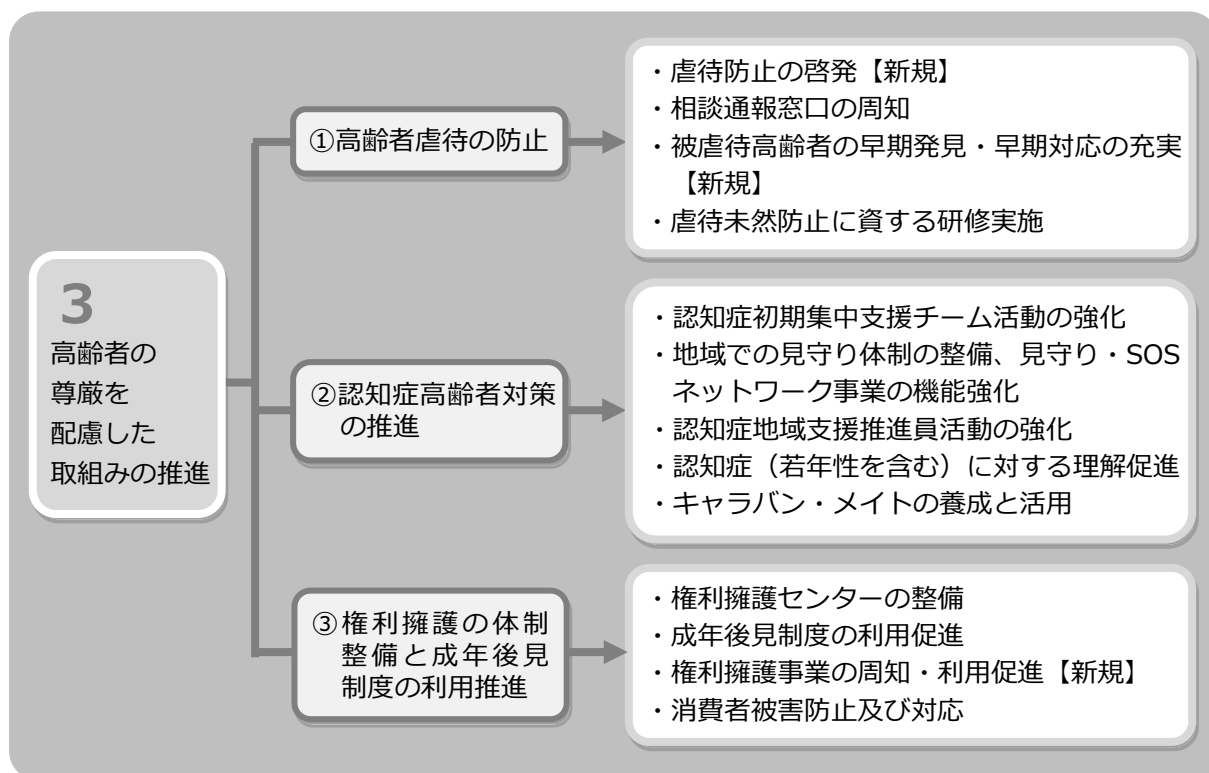 3
高齢者の
尊厳を
配慮した
取組みの推進
①高齢者虐待の防止
・虐待防止の啓発【新規】
・相談通報窓口の周知
・被虐待高齢者の早期発見・早期対応の充実
【新規】
・虐待未然防止に資する研修実施
②認知症高齢者対策
の推進
・認知症初期集中支援チーム活動の強化
・地域での見守り体制の整備、見守り・SOS
ネットワーク事業の機能強化
・認知症地域支援推進員活動の強化
・認知症（若年性を含む）に対する理解促進
・キャラバン・メイトの養成と活用
③権利擁護の体制
整備と成年後見
制度の利用推進
・権利擁護センターの整備
・成年後見制度の利用促進
・権利擁護事業の周知・利用促進【新規】
・消費者被害防止及び対応